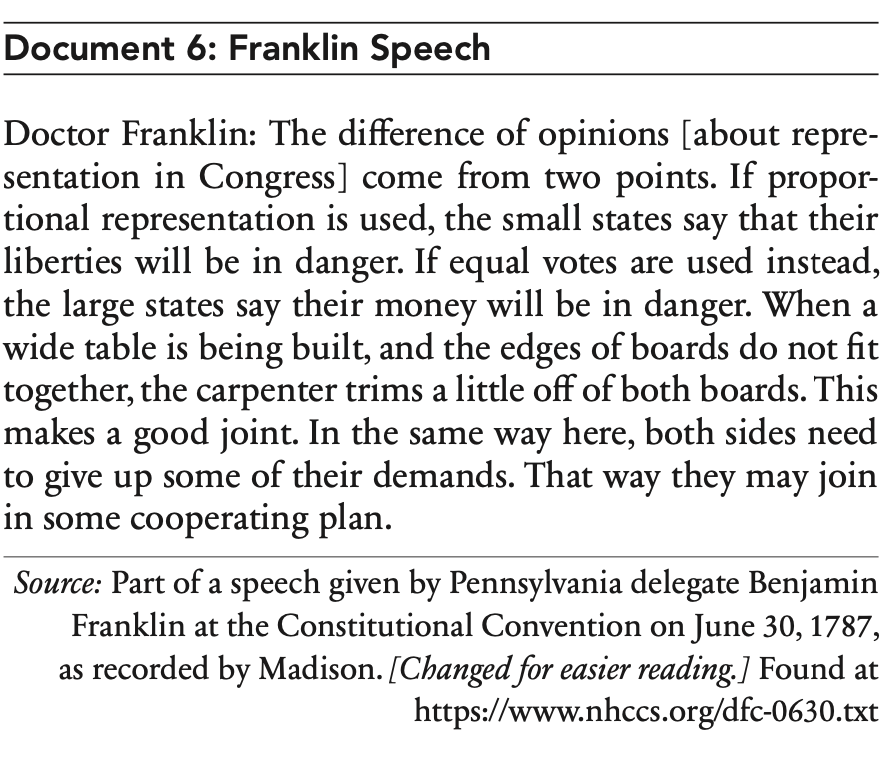 Document 6: Franklin Speech
Doctor Franklin: The difference of opinions [about repre-
sentation in Congress] come from two points. If propor-
tional representation is used, the small states say that their
liberties will be in danger. If equal votes are used instead,
the large states say their money will be in danger. When a
wide table is being built, and the edges of boards do not fit
together, the carpenter trims a little off of both boards. This
makes a good joint. In the same way here, both sides need
to give up some of their demands. That way they may join
in some cooperating plan.
Source: Part of a speech given by Pennsylvania delegate Benjamin
Franklin at the Constitutional Convention on June 30, 1787,
as recorded by Madison. [Changed for easier reading.] Found at
https://www.nhccs.org/dfc-0630.txt